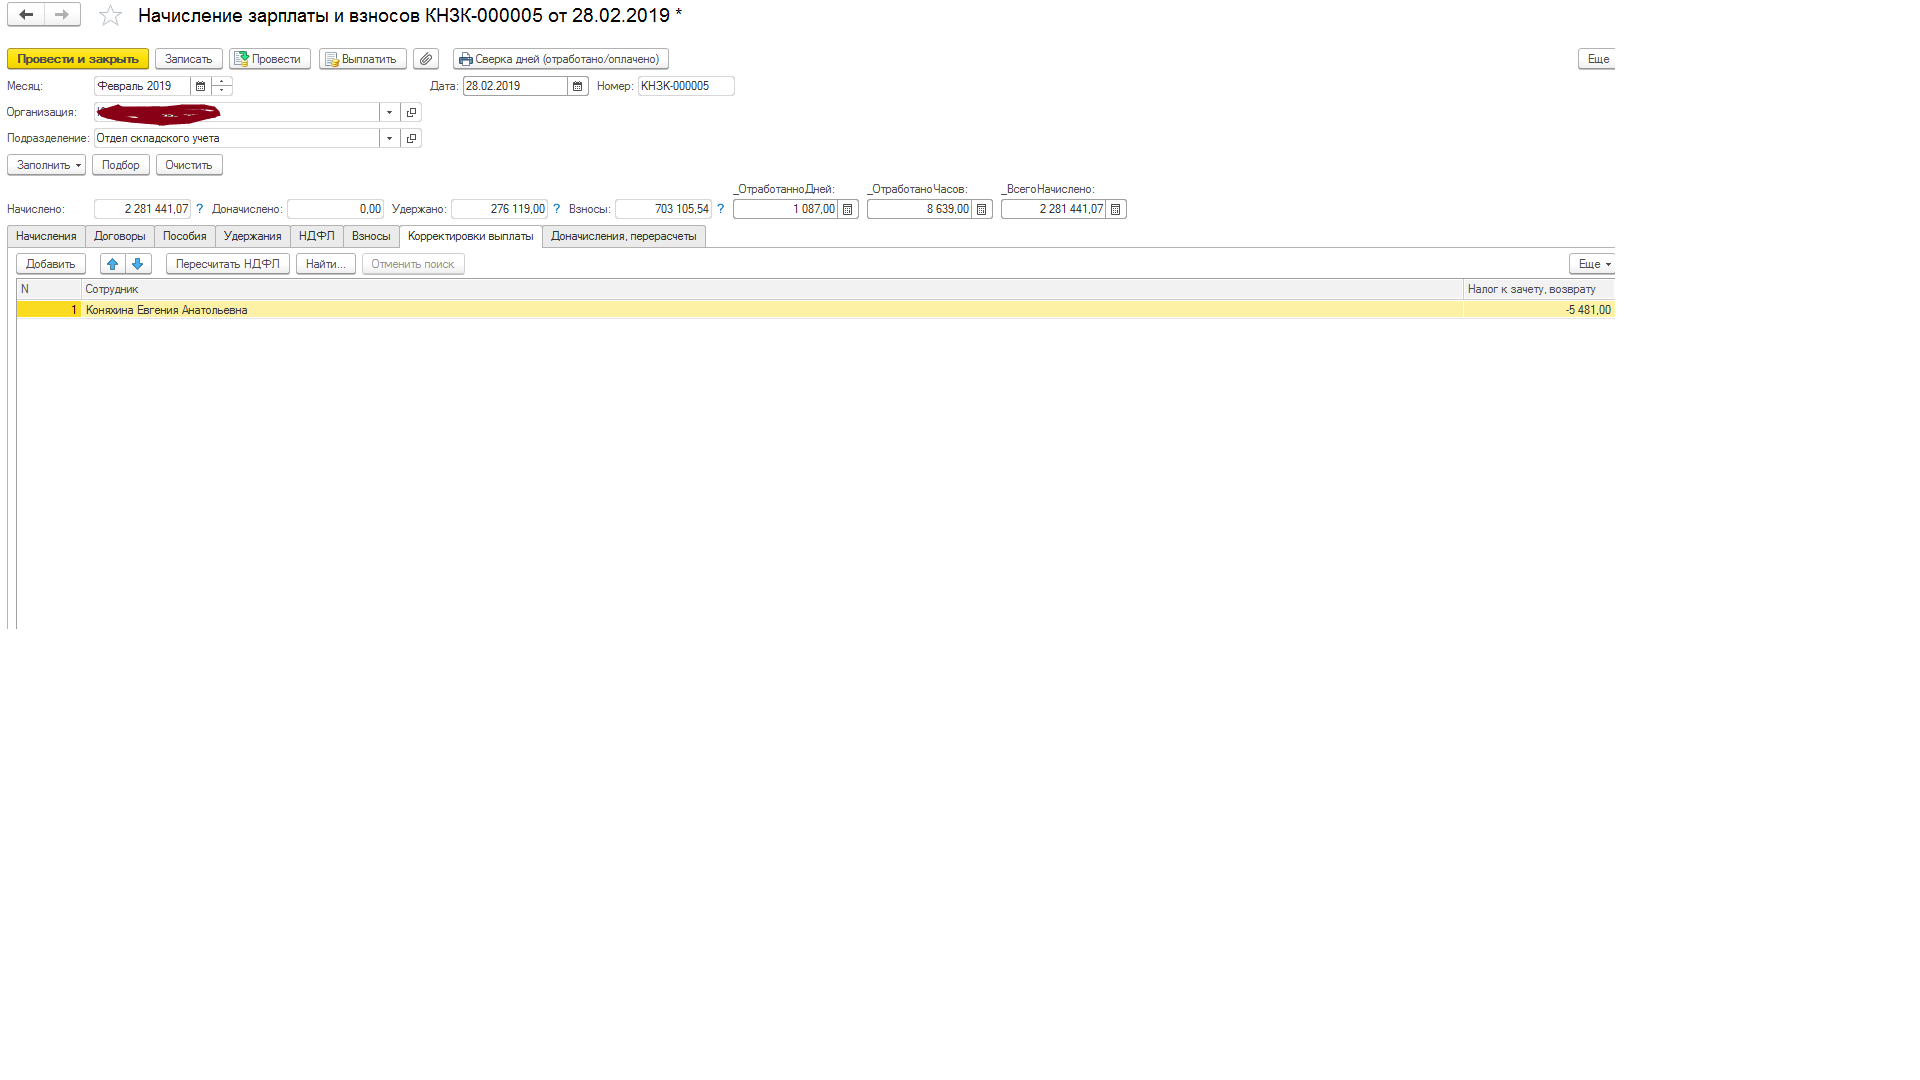 Начисление зарплаты и взносов КНЗК-000005 от 28.02.2019 *
Провести и закрыть Записать Провести Выплатить Сверка дней (отработано/оплачено) Еще
Месяц: Февраль 2019 Дата: 28.02.2019 Номер: КНЗК-000005
Организация:
Подразделение: Отдел складского учета
Заполнить Подбор Очистить
_ОтработанноДней: _ОтработаноЧасов: _ВсегоНачислено:
Начислено: 2 281 441,07 ? Доначислено: 0,00 Удержано: 276 119,00 ? Взносы: 703 105,54 ? 1 087,00 8 639,00 2 281 441,07
Начисления Договоры Пособия Удержания НДФЛ Взносы Корректировки выплаты Доначисления, перерасчеты
Добавить Пересчитать НДФЛ Найти... Отменить поиск Еще
N Сотрудник Налог к зачету, возврату
1 Коняхина Евгения Анатольевна -5 481,00